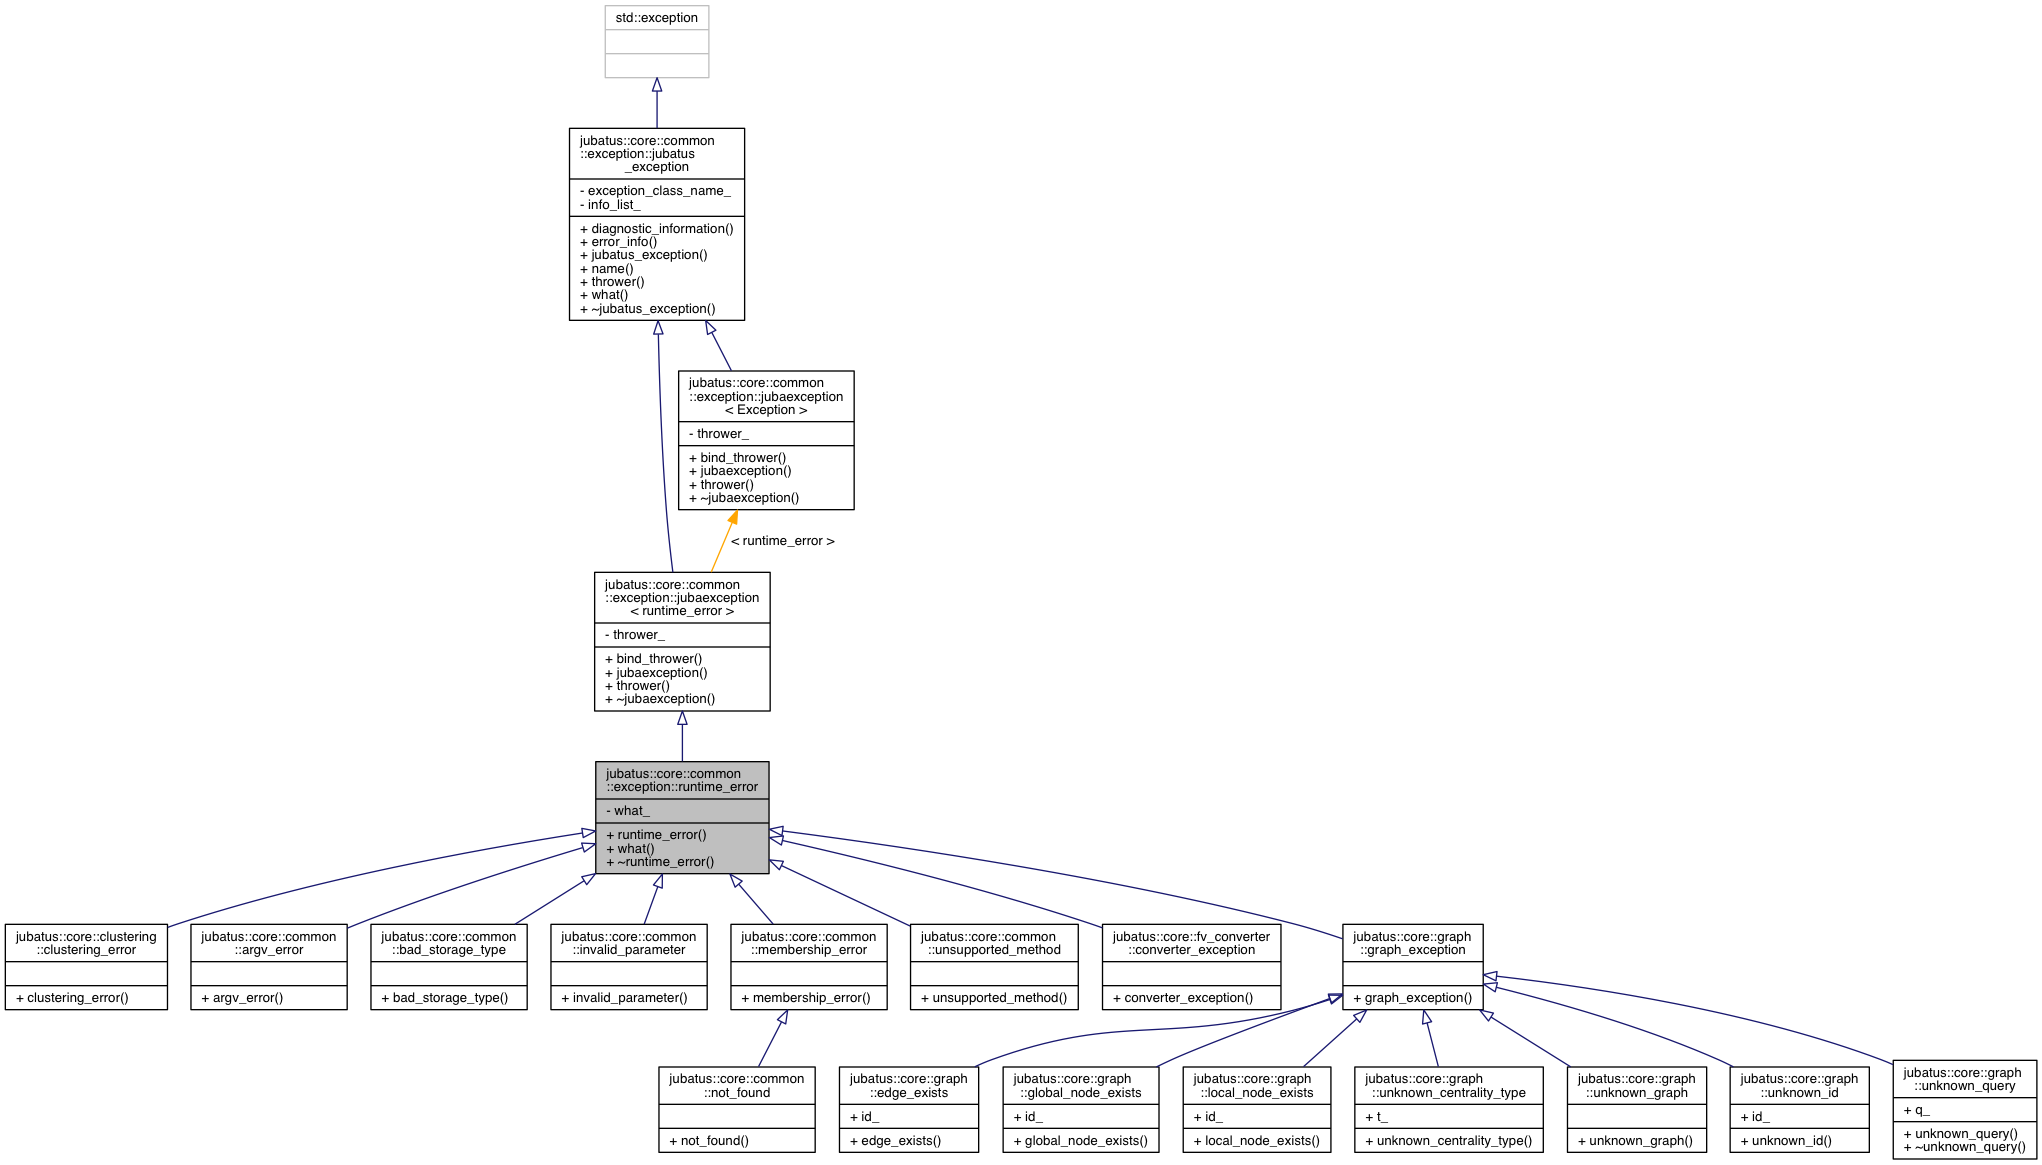 std::exception
jubatus::core::common
::exception::jubatus
_exception
- exception_class_name_
- info_list_
+ diagnostic_information()
+ error_info()
+ jubatus_exception()
+ name()
+ thrower()
+ what()
+ ~jubatus_exception()
jubatus::core::common
::exception::jubaexception
< Exception >
- thrower_
+ bind_thrower()
+ jubaexception()
+ thrower()
+ ~jubaexception()
< runtime_error >
jubatus::core::common
::exception::jubaexception
< runtime_error >
- thrower_
+ bind_thrower()
+ jubaexception()
+ thrower()
+ ~jubaexception()
jubatus::core::common
::exception::runtime_error
- what_
+ runtime_error()
+ what()
+ ~runtime_error()
jubatus::core::clustering
::clustering_error
+ clustering_error()
jubatus::core::common
::argv_error
+ argv_error()
jubatus::core::common
::bad_storage_type
+ bad_storage_type()
jubatus::core::common
::invalid_parameter
+ invalid_parameter()
jubatus::core::common
::membership_error
+ membership_error()
jubatus::core::common
::unsupported_method
+ unsupported_method()
jubatus::core::fv_converter
::converter_exception
+ converter_exception()
jubatus::core::graph
::graph_exception
+ graph_exception()
jubatus::core::common
::not_found
+ not_found()
jubatus::core::graph
::edge_exists
+ id_
+ edge_exists()
jubatus::core::graph
::global_node_exists
+ id_
+ global_node_exists()
jubatus::core::graph
::local_node_exists
+ id_
+ local_node_exists()
jubatus::core::graph
::unknown_centrality_type
+ t_
+ unknown_centrality_type()
jubatus::core::graph
::unknown_graph
+ unknown_graph()
jubatus::core::graph
::unknown_id
+ id_
+ unknown_id()
jubatus::core::graph
::unknown_query
+ q_
+ unknown_query()
+ ~unknown_query()